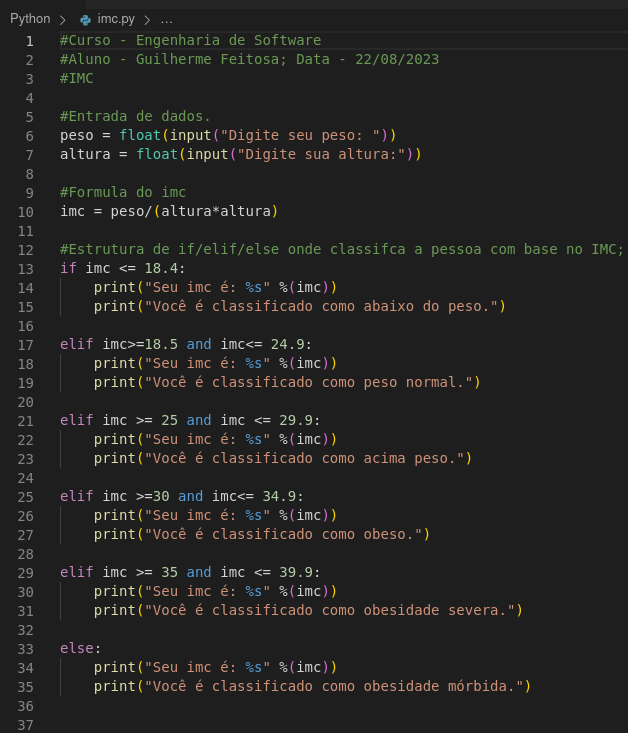 Python > imc.py > ...
1 #Curso - Engenharia de Software
2 #Aluno - Guilherme Feitosa; Data - 22/08/2023
3 #IMC
4
5 #Entrada de dados.
6 peso = float(input("Digite seu peso: "))
7 altura = float(input("Digite sua altura:"))
8
9 #Formula do imc
10 imc = peso/(altura*altura)
11
12 #Estrutura de if/elif/else onde classifca a pessoa com base no IMC;
13 if imc <= 18.4:
14     print("Seu imc é: %s" %(imc))
15     print("Você é classificado como abaixo do peso.")
16
17 elif imc>=18.5 and imc<= 24.9:
18     print("Seu imc é: %s" %(imc))
19     print("Você é classificado como peso normal.")
20
21 elif imc >= 25 and imc <= 29.9:
22     print("Seu imc é: %s" %(imc))
23     print("Você é classificado como acima peso.")
24
25 elif imc >=30 and imc<= 34.9:
26     print("Seu imc é: %s" %(imc))
27     print("Você é classificado como obeso.")
28
29 elif imc >= 35 and imc <= 39.9:
30     print("Seu imc é: %s" %(imc))
31     print("Você é classificado como obesidade severa.")
32
33 else:
34     print("Seu imc é: %s" %(imc))
35     print("Você é classificado como obesidade mórbida.")
36
37